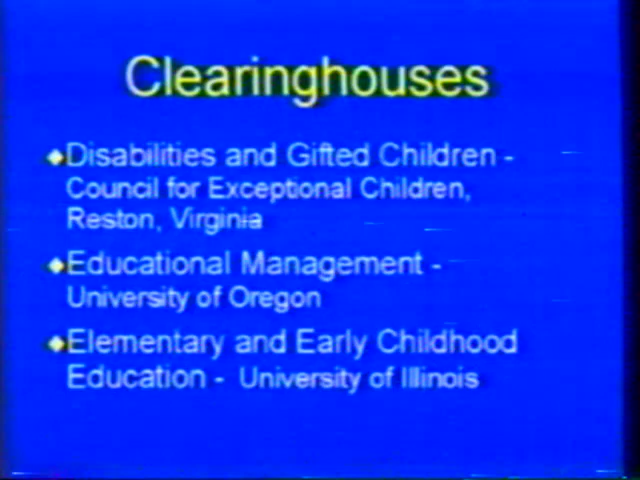 Clearinghouses
◆Disabilities and Gifted Children -
Council for Exceptional Children,
Reston, Virginia
◆Educational Management -
University of Oregon
◆Elementary and Early Childhood
Education - University of Illinois